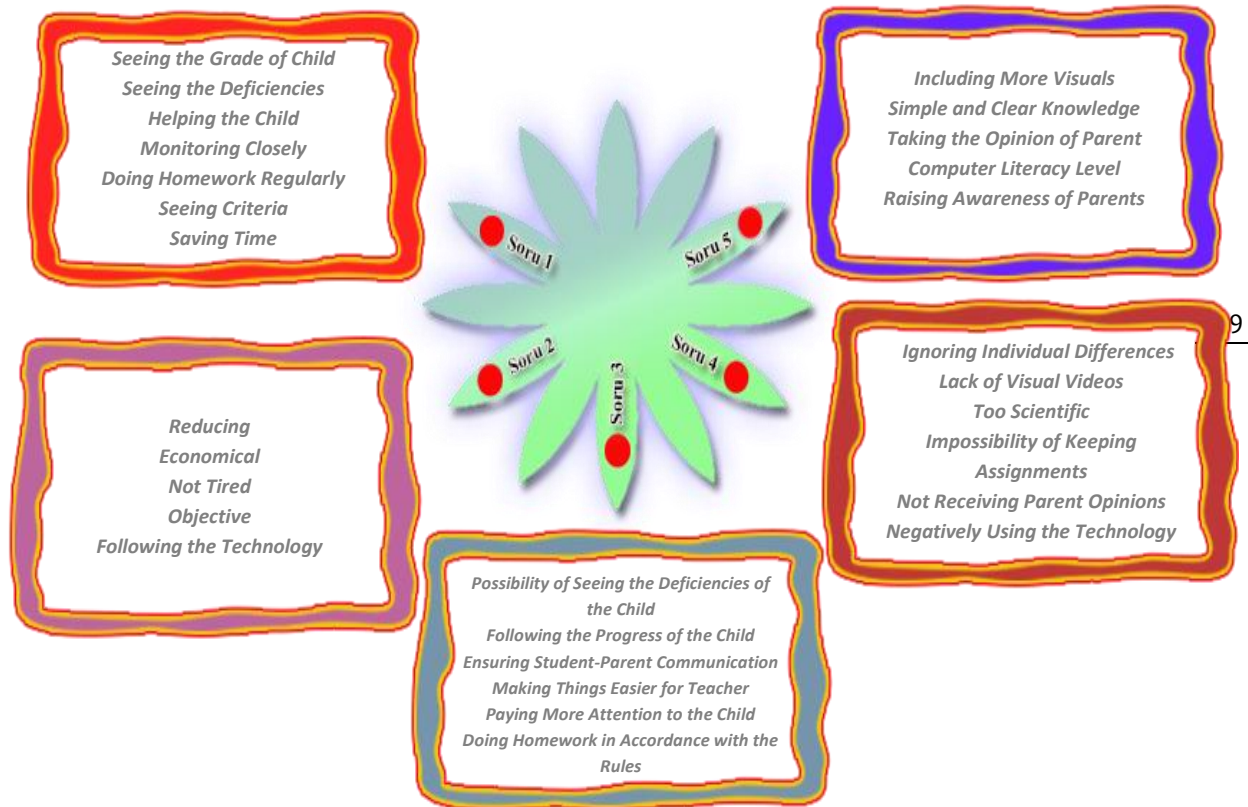 Seeing the Grade of Child
Seeing the Deficiencies
Helping the Child
Monitoring Closely
Doing Homework Regularly
Seeing Criteria
Saving Time
Including More Visuals
Simple and Clear Knowledge
Taking the Opinion of Parent
Computer Literacy Level
Raising Awareness of Parents
Soru 1
Soru 5
Soru 2
Soru 3
Soru 4
9
Reducing
Economical
Not Tired
Objective
Following the Technology
Ignoring Individual Differences
Lack of Visual Videos
Too Scientific
Impossibility of Keeping
Assignments
Not Receiving Parent Opinions
Negatively Using the Technology
Possibility of Seeing the Deficiencies of
the Child
Following the Progress of the Child
Ensuring Student-Parent Communication
Making Things Easier for Teacher
Paying More Attention to the Child
Doing Homework in Accordance with the
Rules